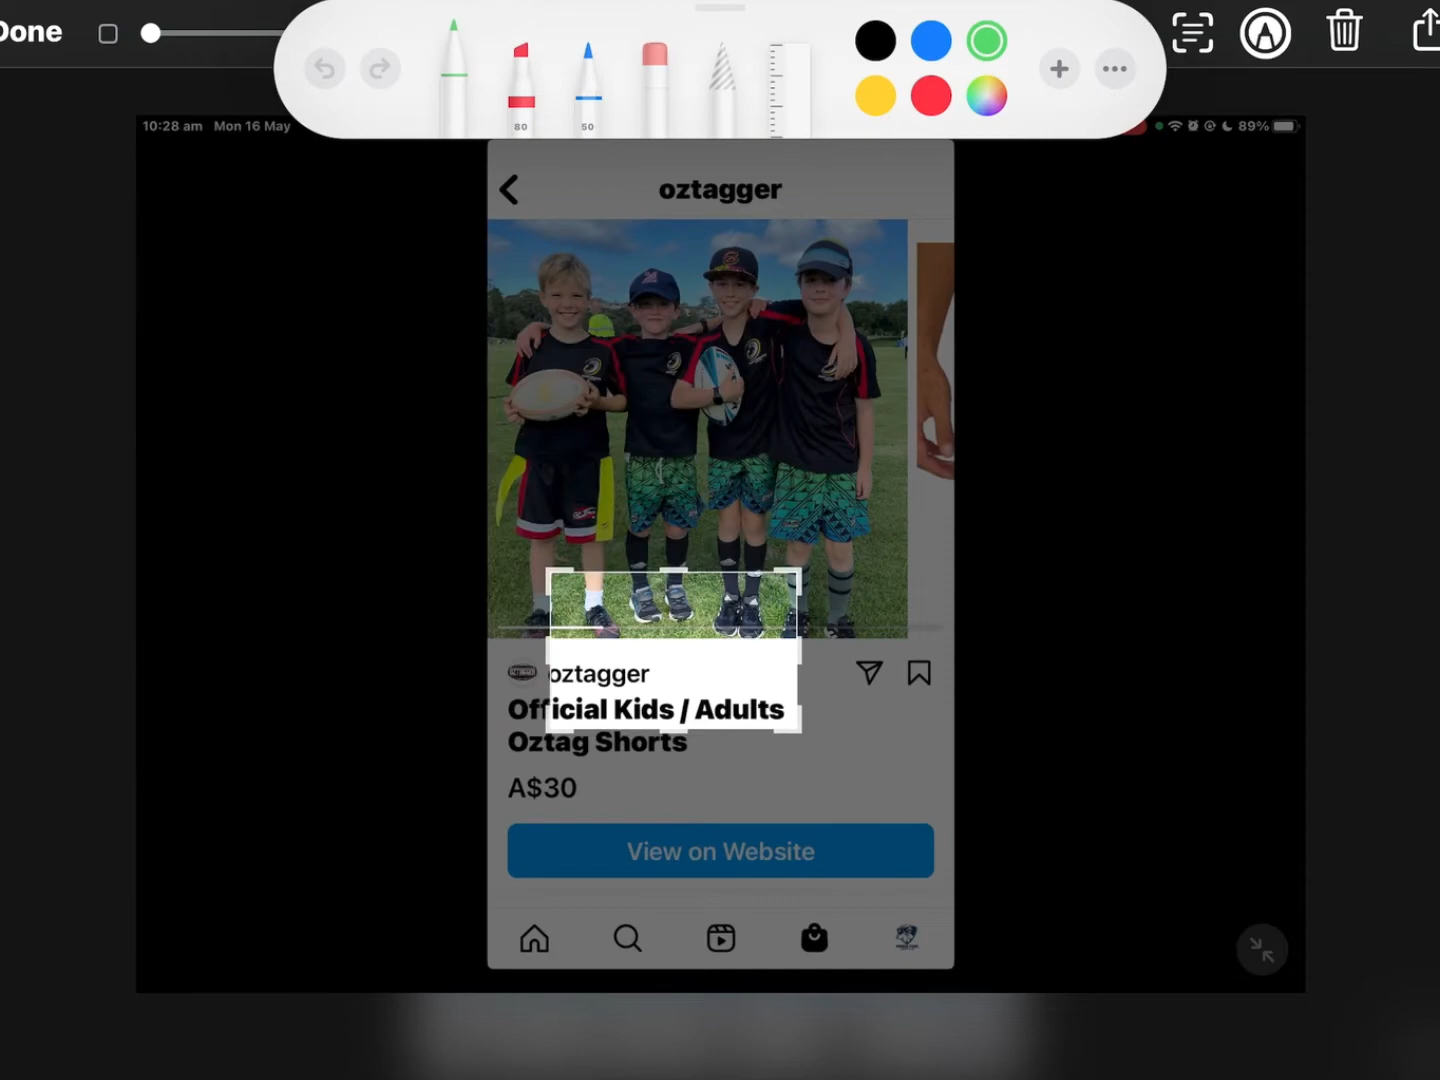 Done
80
50
10:28 am Mon 16 May
89%
oztagger
oztagger
Official Kids / Adults
Oztag Shorts
A$30
View on Website